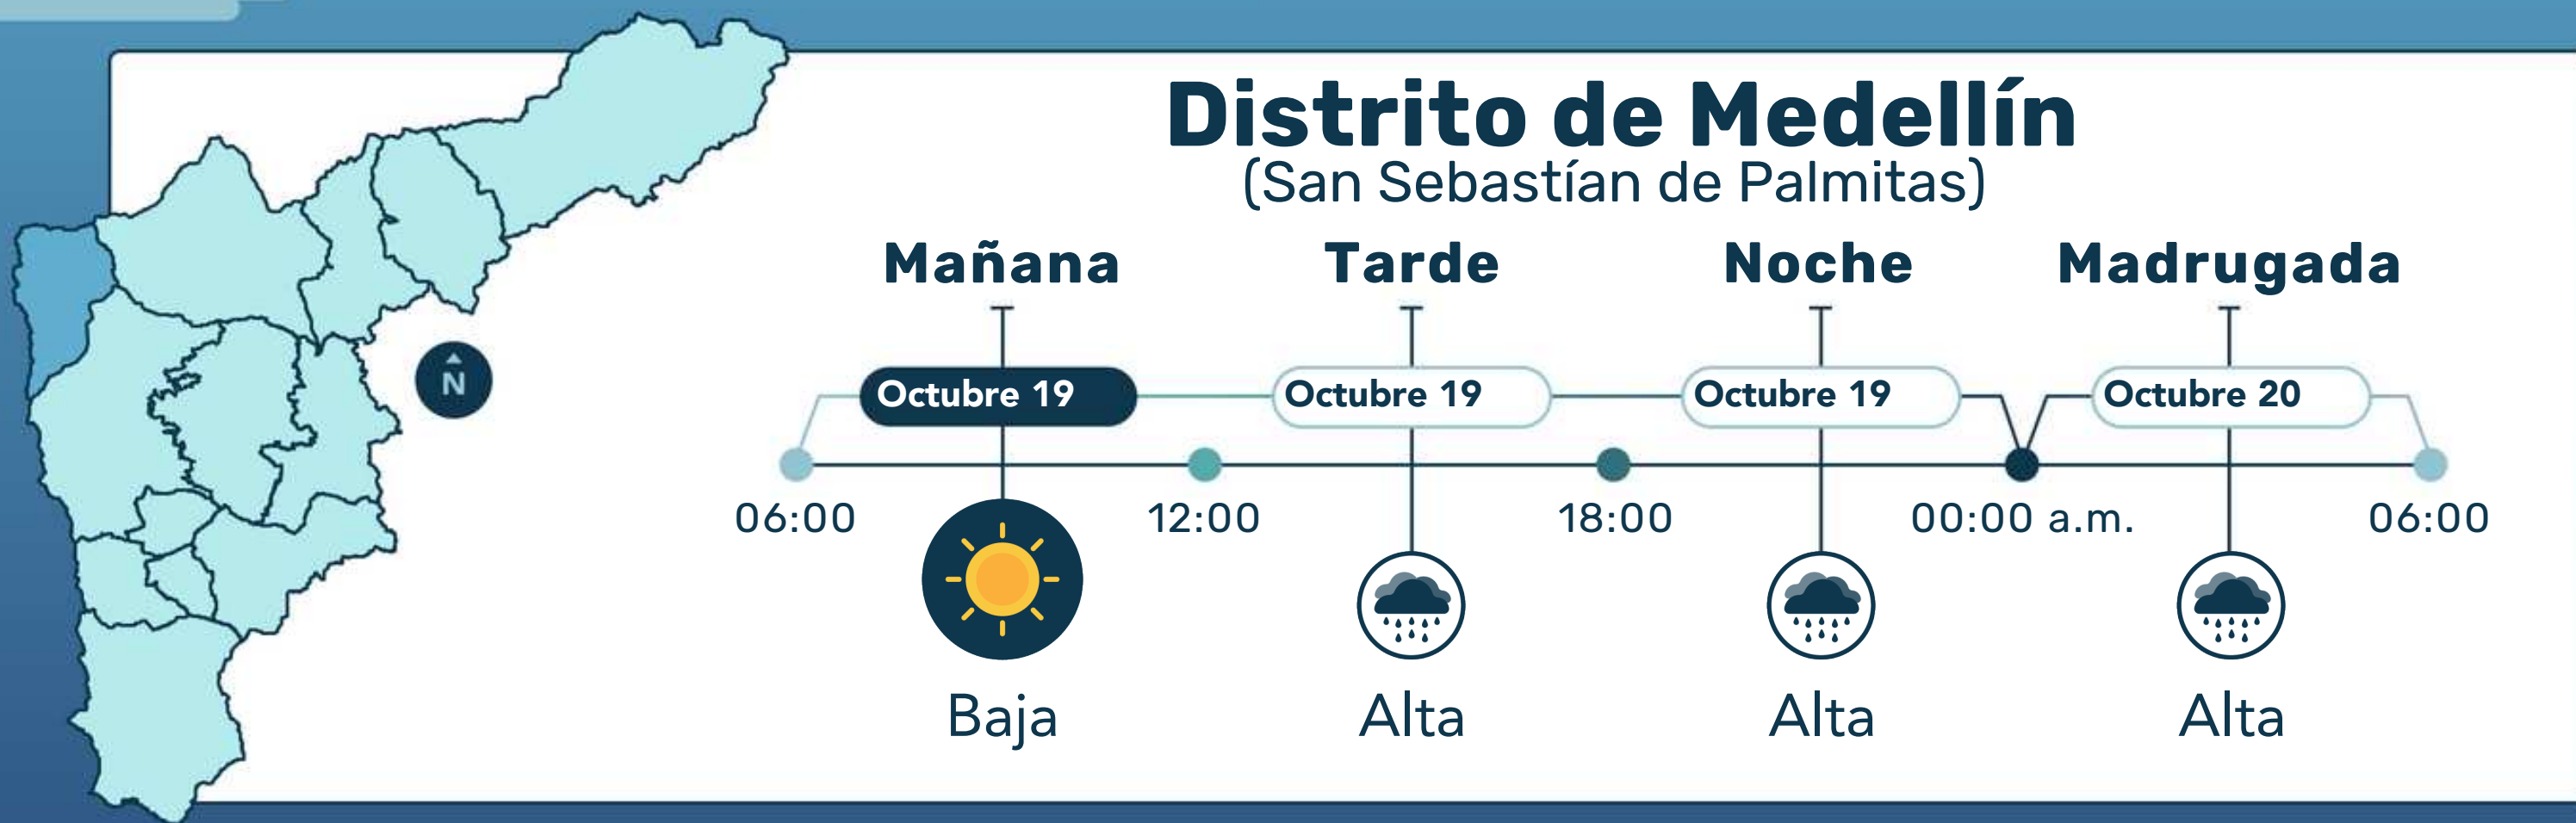 Distrito de Medellín
(San Sebastían de Palmitas)
Mañana Tarde Noche Madrugada
N
Octubre 19 Octubre 19 Octubre 19 Octubre 20
06:00 12:00 18:00 00:00 a.m. 06:00
Baja Alta Alta Alta